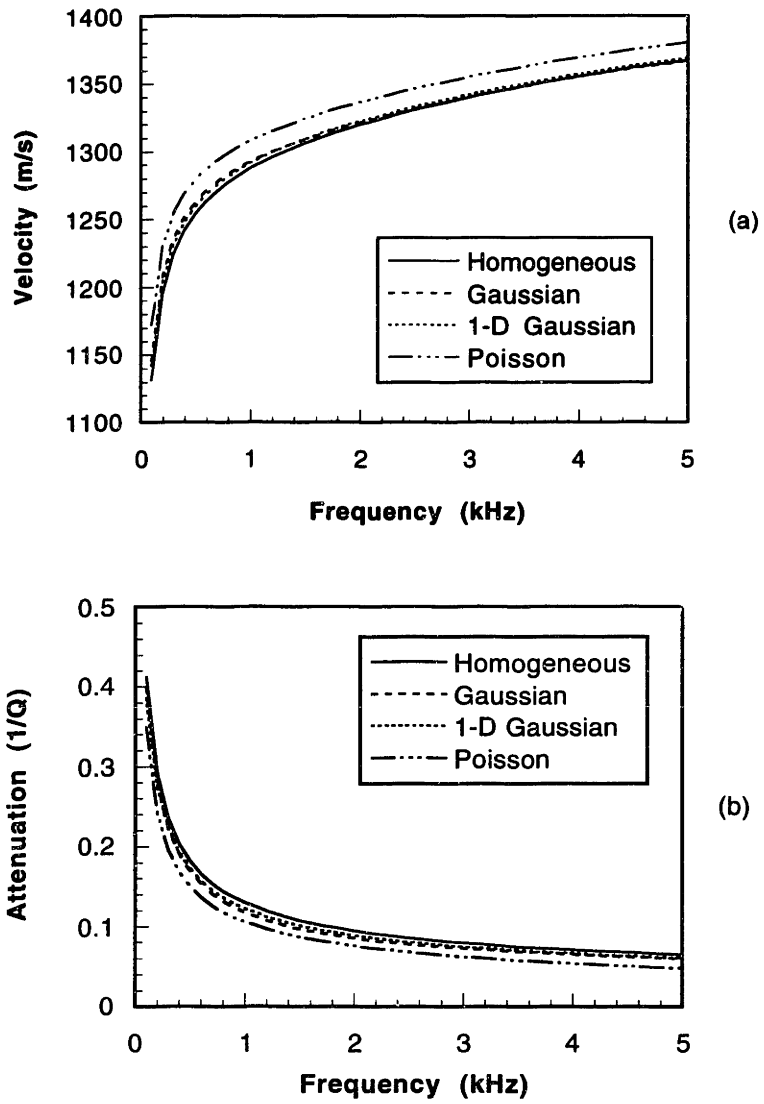 1400
1350
1300
1250
1200
1150
1100
Velocity (m/s)
Homogeneous
Gaussian
1-D Gaussian
Poisson
(a)
0 1 2 3 4 5
Frequency (kHz)
0.5
0.4
0.3
0.2
0.1
0
Attenuation (1/Q)
Homogeneous
Gaussian
1-D Gaussian
Poisson
(b)
0 1 2 3 4 5
Frequency (kHz)